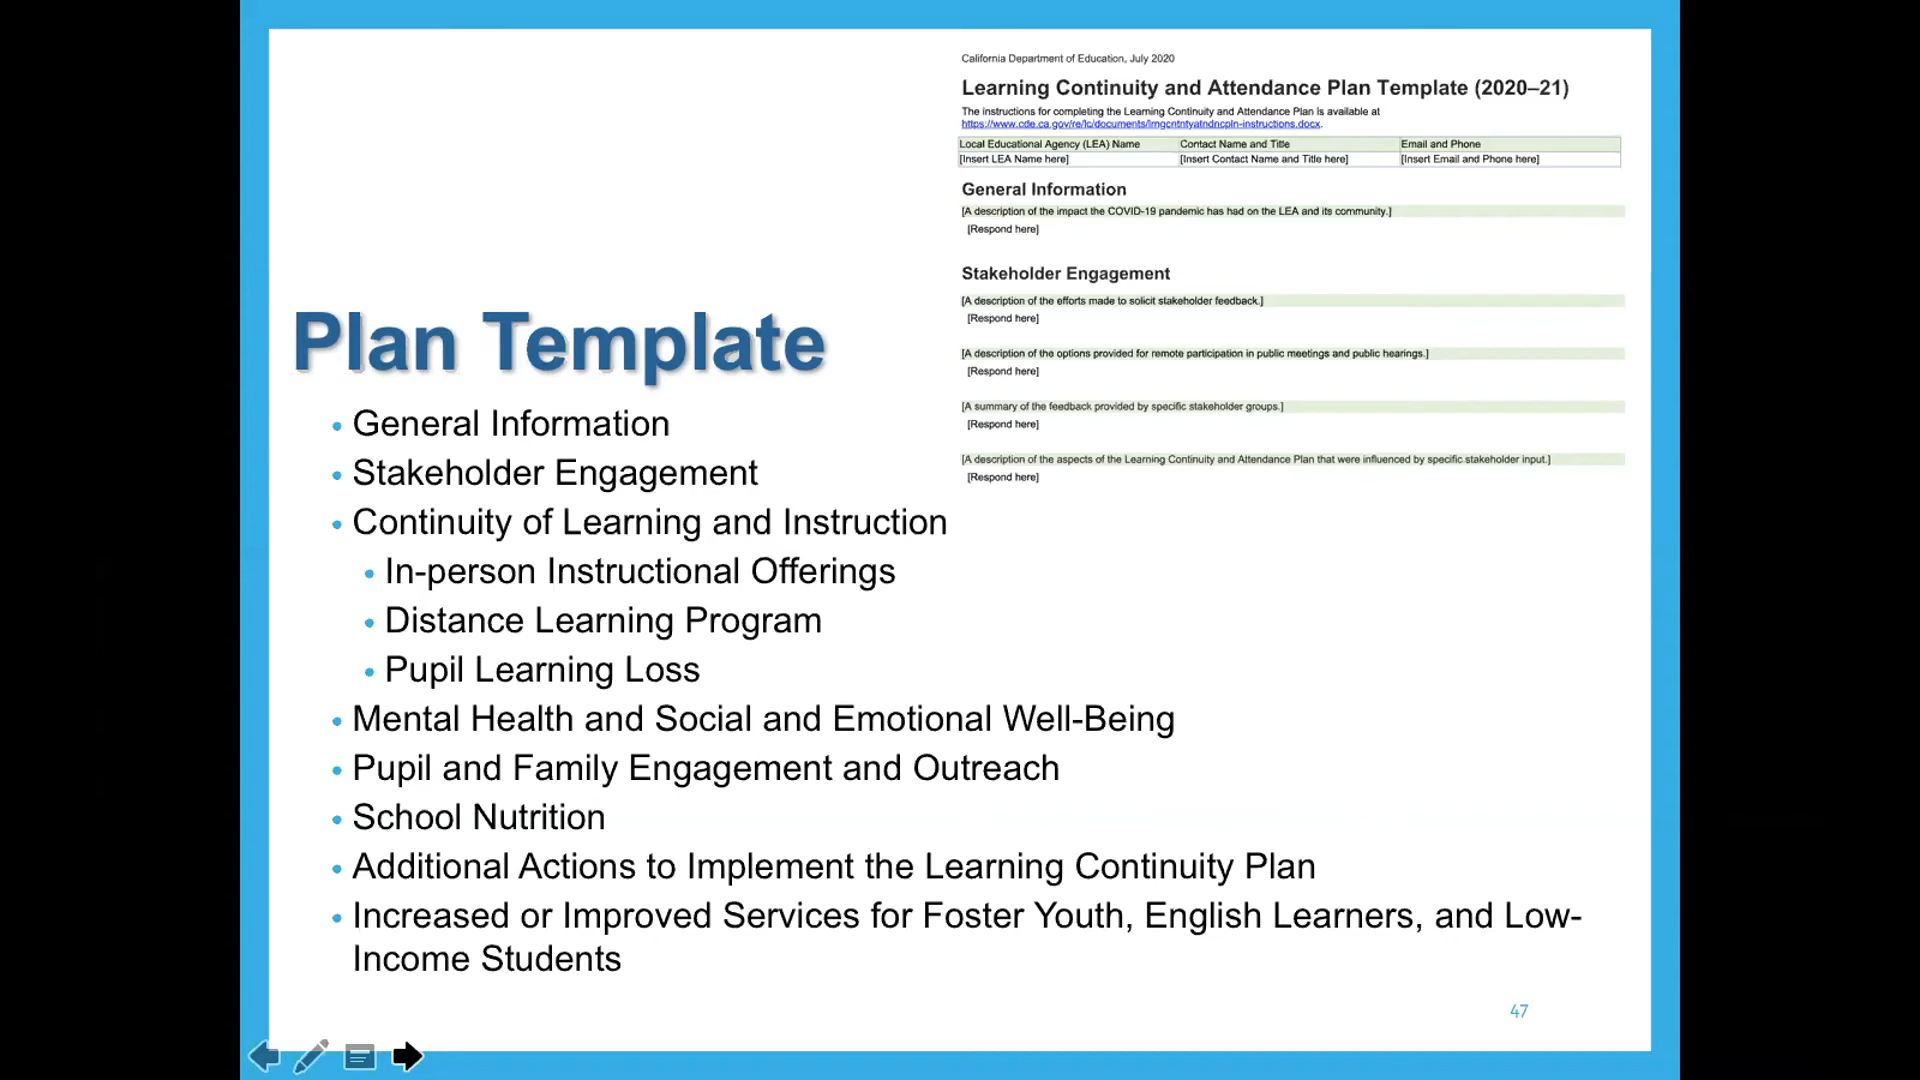 California Department of Education, July 2020
Learning Continuity and Attendance Plan Template (2020–21)
The instructions for completing the Learning Continuity and Attendance Plan is available at
https://www.cde.ca.gov/re/lc/documents/lrngcntntyatndncpln-instructions.docx.
Local Educational Agency (LEA) Name Contact Name and Title Email and Phone
[Insert LEA Name here] [Insert Contact Name and Title here] [Insert Email and Phone here]
General Information
[A description of the impact the COVID-19 pandemic has had on the LEA and its community.]
[Respond here]
Stakeholder Engagement
[A description of the efforts made to solicit stakeholder feedback.]
[Respond here]
[A description of the options provided for remote participation in public meetings and public hearings.]
[Respond here]
[A summary of the feedback provided by specific stakeholder groups.]
[Respond here]
[A description of the aspects of the Learning Continuity and Attendance Plan that were influenced by specific stakeholder input.]
[Respond here]
Plan Template
• General Information
• Stakeholder Engagement
• Continuity of Learning and Instruction
• In-person Instructional Offerings
• Distance Learning Program
• Pupil Learning Loss
• Mental Health and Social and Emotional Well-Being
• Pupil and Family Engagement and Outreach
• School Nutrition
• Additional Actions to Implement the Learning Continuity Plan
• Increased or Improved Services for Foster Youth, English Learners, and Low-
Income Students
47